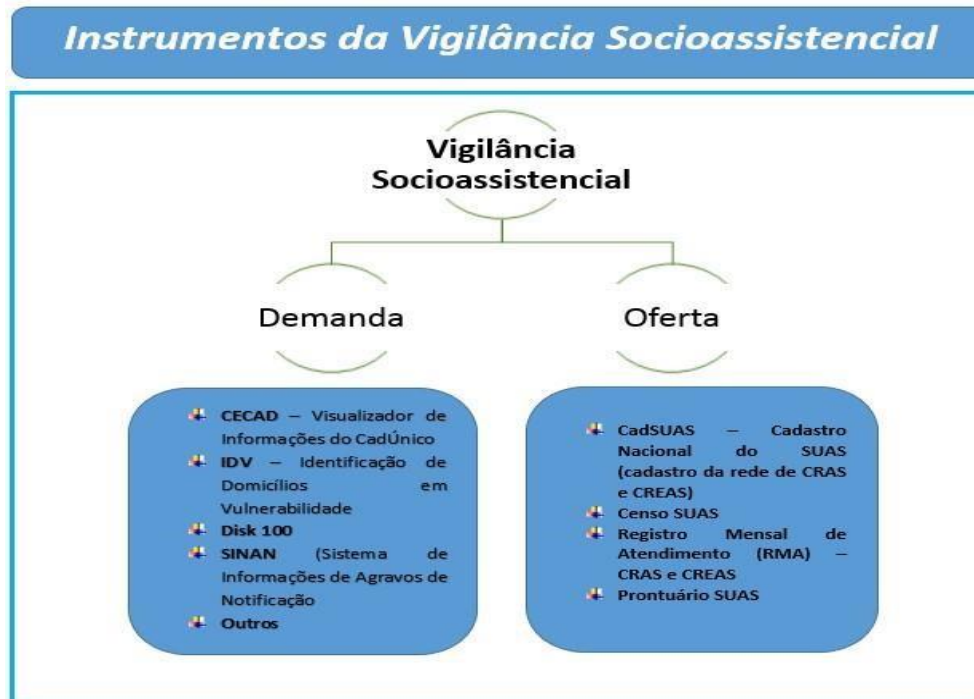 Instrumentos da Vigilância Socioassistencial
Vigilância
Socioassistencial
Demanda
Oferta
CECAD – Visualizador de
Informações do CadÚnico
IDV – Identificação de
Domicílios em
Vulnerabilidade
Disk 100
SINAN (Sistema de
Informações de Agravos de
Notificação
Outros
CadSUAS – Cadastro
Nacional do SUAS
(cadastro da rede de CRAS
e CREAS)
Censo SUAS
Registro Mensal de
Atendimento (RMA) –
CRAS e CREAS
Prontuário SUAS